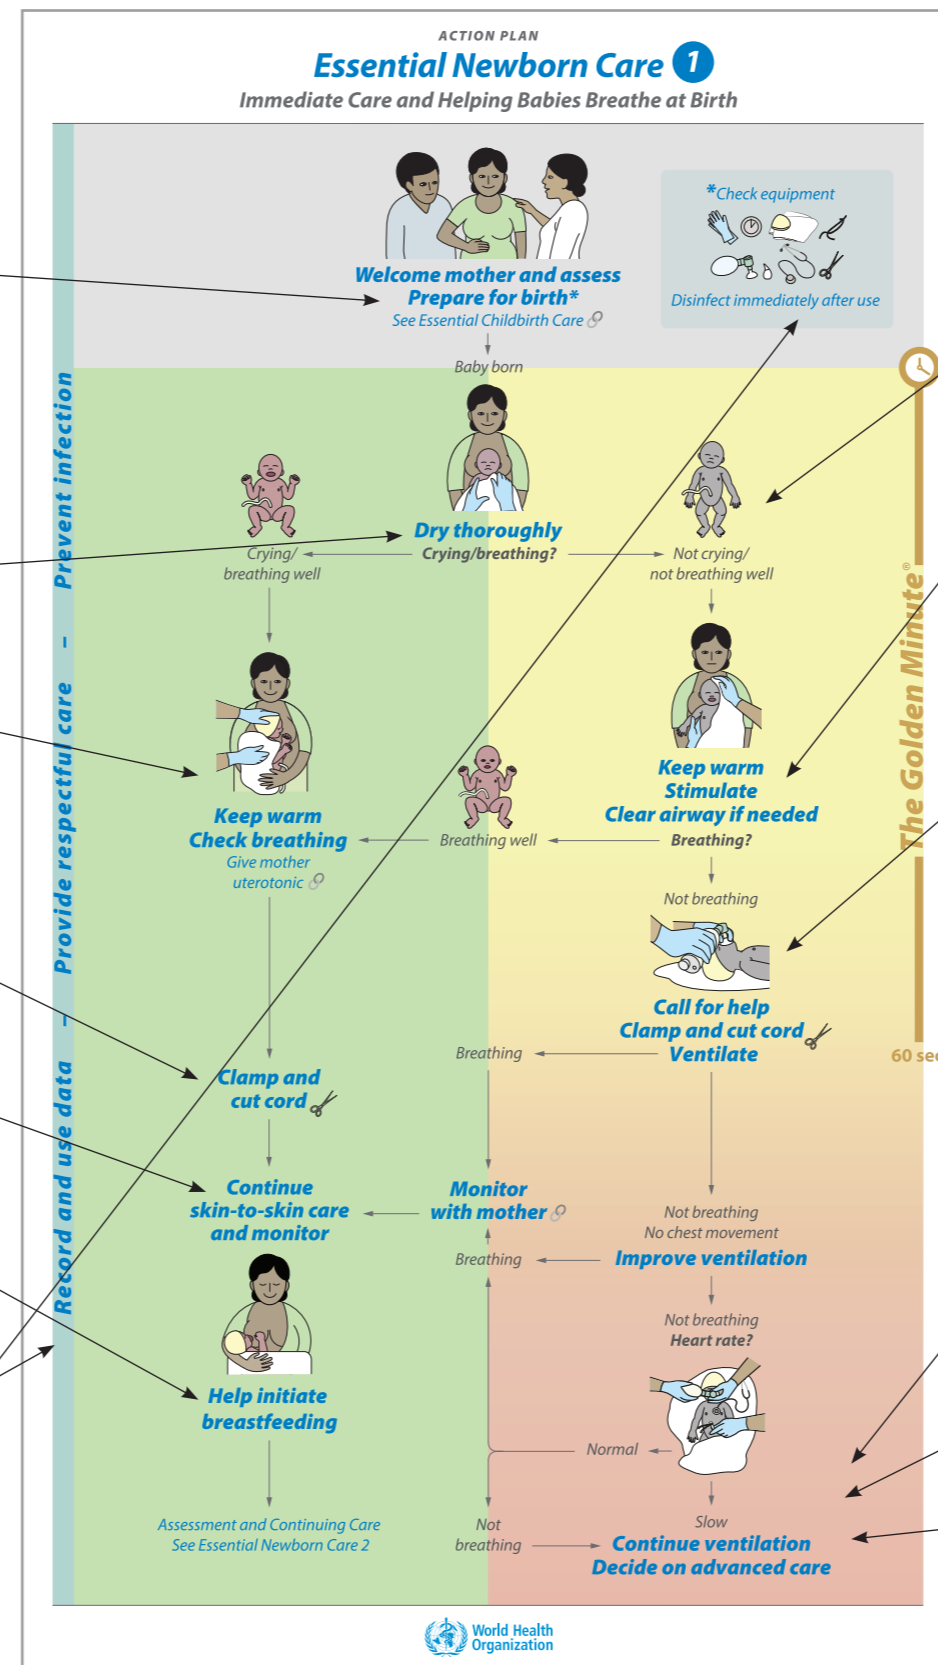 ACTION PLAN
Essential Newborn Care 1
Immediate Care and Helping Babies Breathe at Birth
*Check equipment
Disinfect immediately after use
Welcome mother and assess
Prepare for birth*
See Essential Childbirth Care
Baby born
Dry thoroughly
Crying/breathing?
Crying/
breathing well
Not crying/
not breathing well
Keep warm
Stimulate
Clear airway if needed
Breathing?
Breathing well
Keep warm
Check breathing
Give mother
uterotonic
Not breathing
Call for help
Clamp and cut cord
Ventilate
Breathing
Clamp and
cut cord
Continue
skin-to-skin care
and monitor
Monitor
with mother
Not breathing
No chest movement
Improve ventilation
Breathing
Not breathing
Heart rate?
Help initiate
breastfeeding
Normal
Slow
Assessment and Continuing Care
See Essential Newborn Care 2
Not
breathing
Continue ventilation
Decide on advanced care
Record and use data – Provide respectful care – Prevent infection
The Golden Minute®
60 sec
World Health
Organization